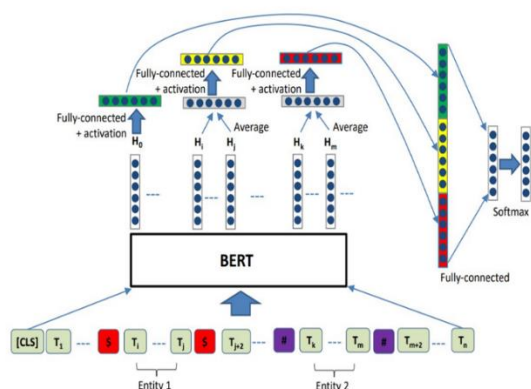 Fully-connected
+ activation
Fully-connected
+ activation
Fully-connected
+ activation
Average
Average
H0
Hi
Hj
Hk
Hm
BERT
Softmax
Fully-connected
[CLS] T1 $ Ti Tj $ Tj+2 # Tk Tm # Tm+2 Tn
Entity 1
Entity 2